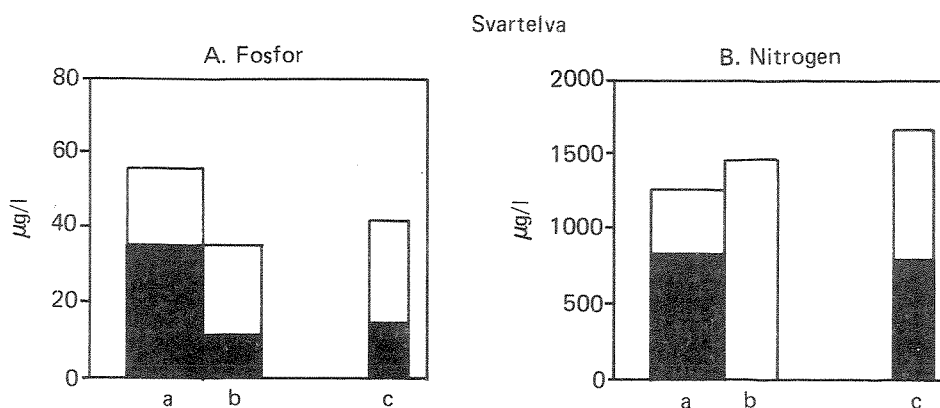 Svartelva
A. Fosfor
80
60
40
20
0
µg/l
a b c
B. Nitrogen
2000
1500
1000
500
0
µg/l
a b c